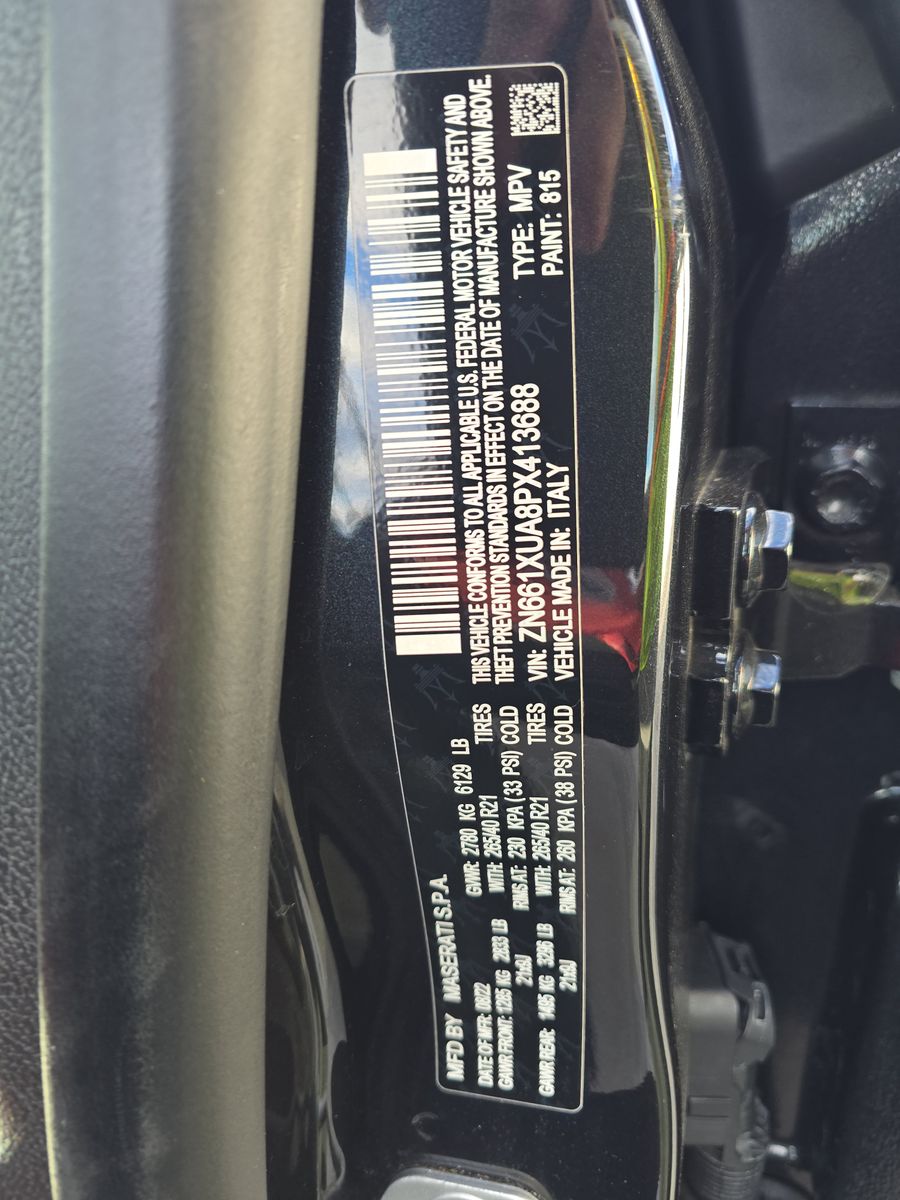 MFD BY MASERATI S.P.A.
DATE OF MFR: 08/22 GVWR: 2780 KG 6129 LB
GAWR FRONT: 1285 KG 2833 LB WITH: 265/40 R21 TIRES
21x9J RIMS AT: 230 KPA (33 PSI) COLD
GAWR REAR: 1495 KG 3296 LB WITH: 265/40 R21 TIRES
21x9J RIMS AT: 260 KPA (38 PSI) COLD
THIS VEHICLE CONFORMS TO ALL APPLICABLE U.S. FEDERAL MOTOR VEHICLE SAFETY AND
THEFT PREVENTION STANDARDS IN EFFECT ON THE DATE OF MANUFACTURE SHOWN ABOVE.
VIN: ZN661XUA8PX413688 TYPE: MPV
VEHICLE MADE IN: ITALY PAINT: 815